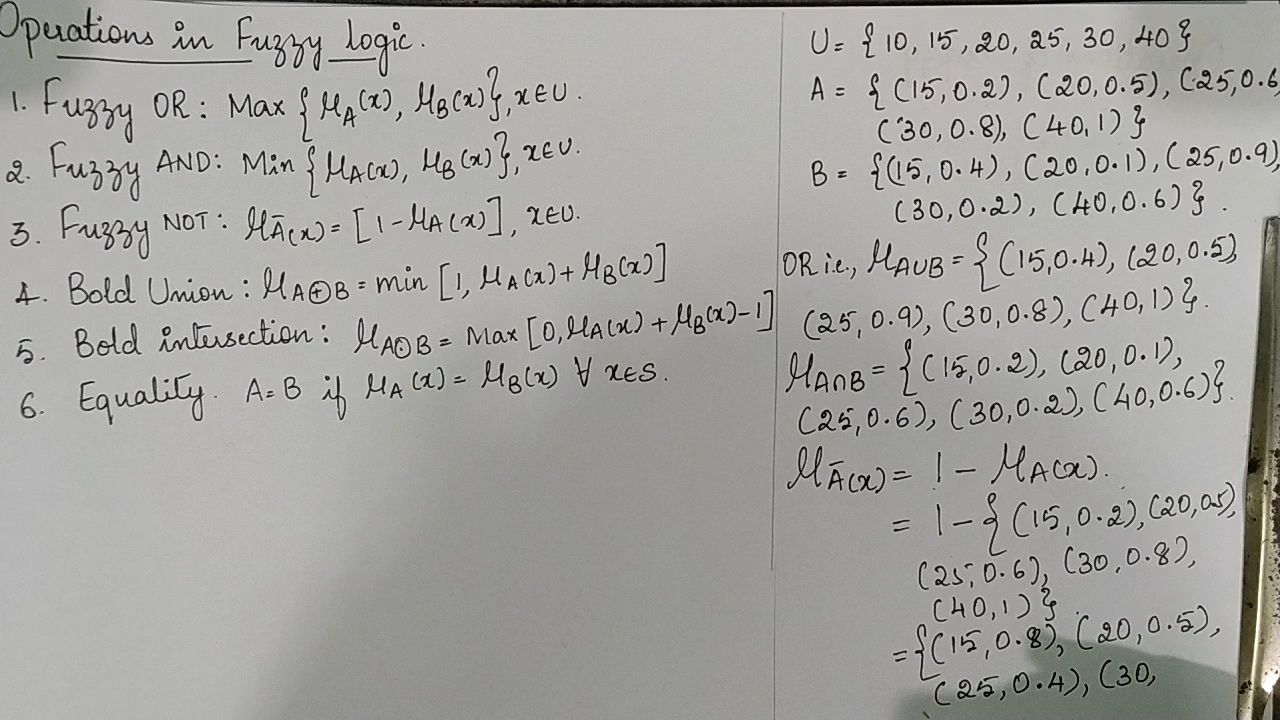 Operations in Fuzzy logic.
1. Fuzzy OR: Max {μA(x), μB(x)}, x∈U.
2. Fuzzy AND: Min {μA(x), μB(x)}, x∈U.
3. Fuzzy NOT: μĀ(x) = [1-μA(x)], x∈U.
4. Bold Union: μA⊕B = min [1, μA(x) + μB(x)]
5. Bold intersection: μA⊙B = Max [0, μA(x) + μB(x)-1]
6. Equality. A=B if μA(x) = μB(x) ∀ x∈S.
U = {10, 15, 20, 25, 30, 40}
A = {(15,0.2), (20,0.5), (25,0.6
(30,0.8), (40,1)}
B = {(15,0.4), (20,0.1), (25,0.9),
(30,0.2), (40,0.6)}.
OR i.e., μA∪B = {(15,0.4), (20,0.5),
(25,0.9), (30,0.8), (40,1)}.
μA∩B = {(15,0.2), (20,0.1),
(25,0.6), (30,0.2), (40,0.6)}.
μĀ(x) = 1 - μA(x).
= 1-{(15,0.2), (20,0.5),
(25,0.6), (30,0.8),
(40,1)}.
={(15,0.8), (20,0.5),
(25,0.4), (30,